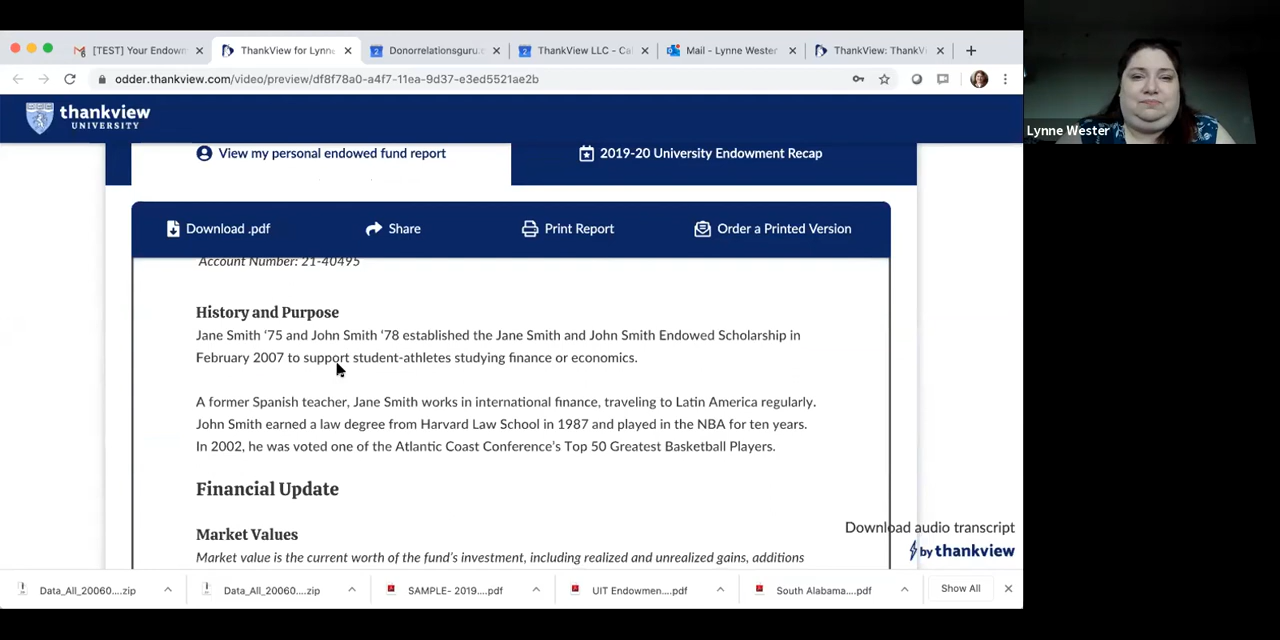 [TEST] Your Endown
ThankView for Lynne
Donorrelationsguru.c
ThankView LLC - Cal
Mail - Lynne Wester
ThankView: ThankV
odder.thankview.com/video/preview/df8f78a0-a4f7-11ea-9d37-e3ed5521ae2b
Lynne Wester
thankview
UNIVERSITY
View my personal endowed fund report
2019-20 University Endowment Recap
Download .pdf
Share
Print Report
Order a Printed Version
Account Number: 21-40495
History and Purpose
Jane Smith ‘75 and John Smith ‘78 established the Jane Smith and John Smith Endowed Scholarship in
February 2007 to support student-athletes studying finance or economics.
A former Spanish teacher, Jane Smith works in international finance, traveling to Latin America regularly.
John Smith earned a law degree from Harvard Law School in 1987 and played in the NBA for ten years.
In 2002, he was voted one of the Atlantic Coast Conference’s Top 50 Greatest Basketball Players.
Financial Update
Market Values
Market value is the current worth of the fund’s investment, including realized and unrealized gains, additions
Download audio transcript
by thankview
Data_All_20060....zip
Data_All_20060....zip
SAMPLE- 2019....pdf
UIT Endowmen....pdf
South Alabama....pdf
Show All